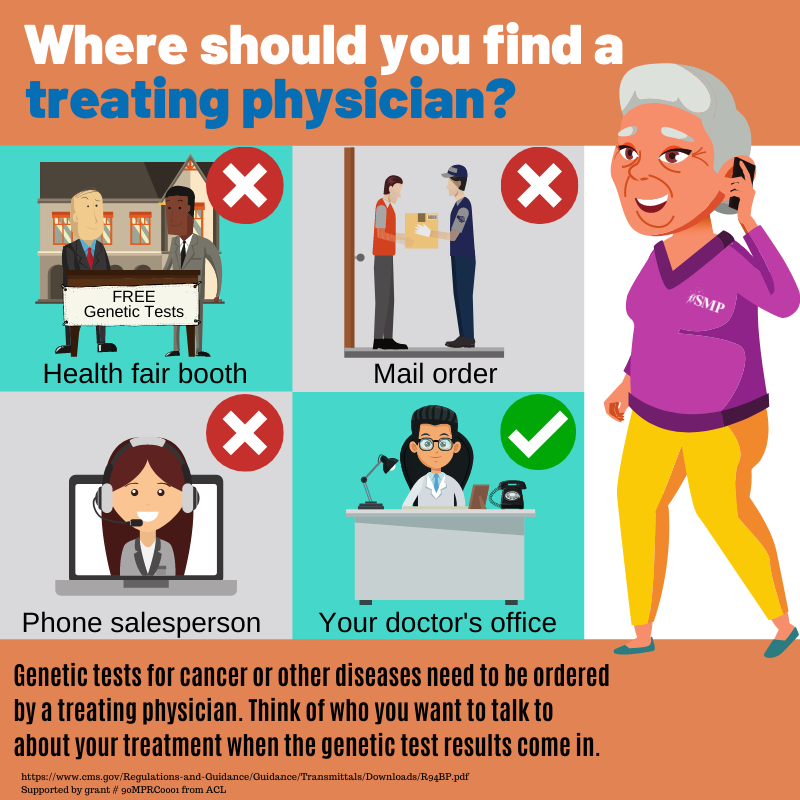 Where should you find a
treating physician?
FREE
Genetic Tests
Health fair booth
Mail order
SMP
Phone salesperson
Your doctor's office
Genetic tests for cancer or other diseases need to be ordered
by a treating physician. Think of who you want to talk to
about your treatment when the genetic test results come in.
https://www.cms.gov/Regulations-and-Guidance/Guidance/Transmittals/Downloads/R94BP.pdf
Supported by grant # 90MPRC0001 from ACL